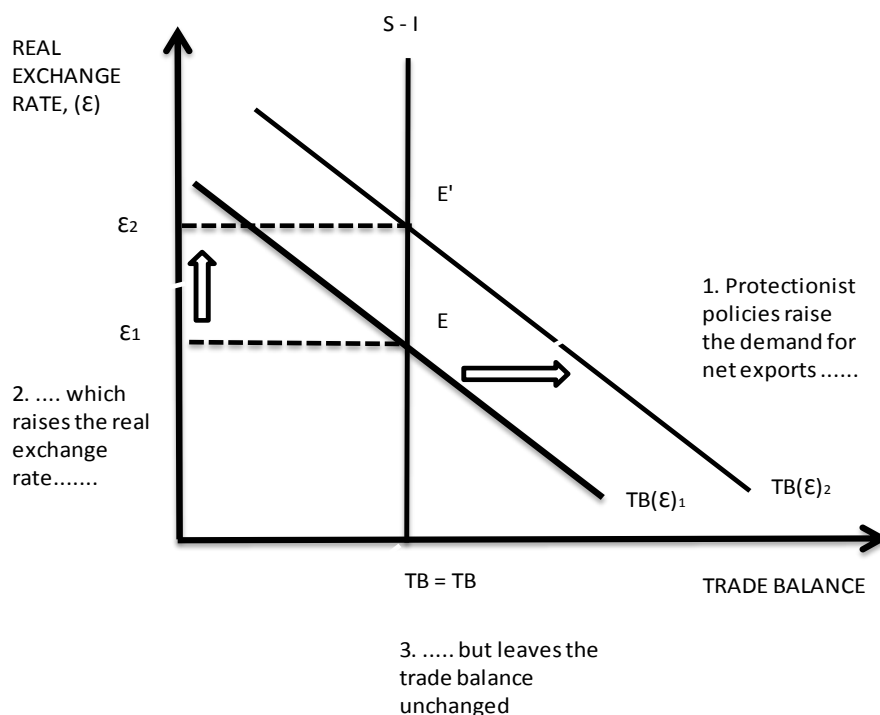 S - I
REAL
EXCHANGE
RATE, (Ɛ)
E'
Ɛ2
1. Protectionist
policies raise
the demand for
net exports ......
E
Ɛ1
2. .... which
raises the real
exchange
rate.......
TB(Ɛ)1
TB(Ɛ)2
TB = TB
TRADE BALANCE
3. ..... but leaves the
trade balance
unchanged